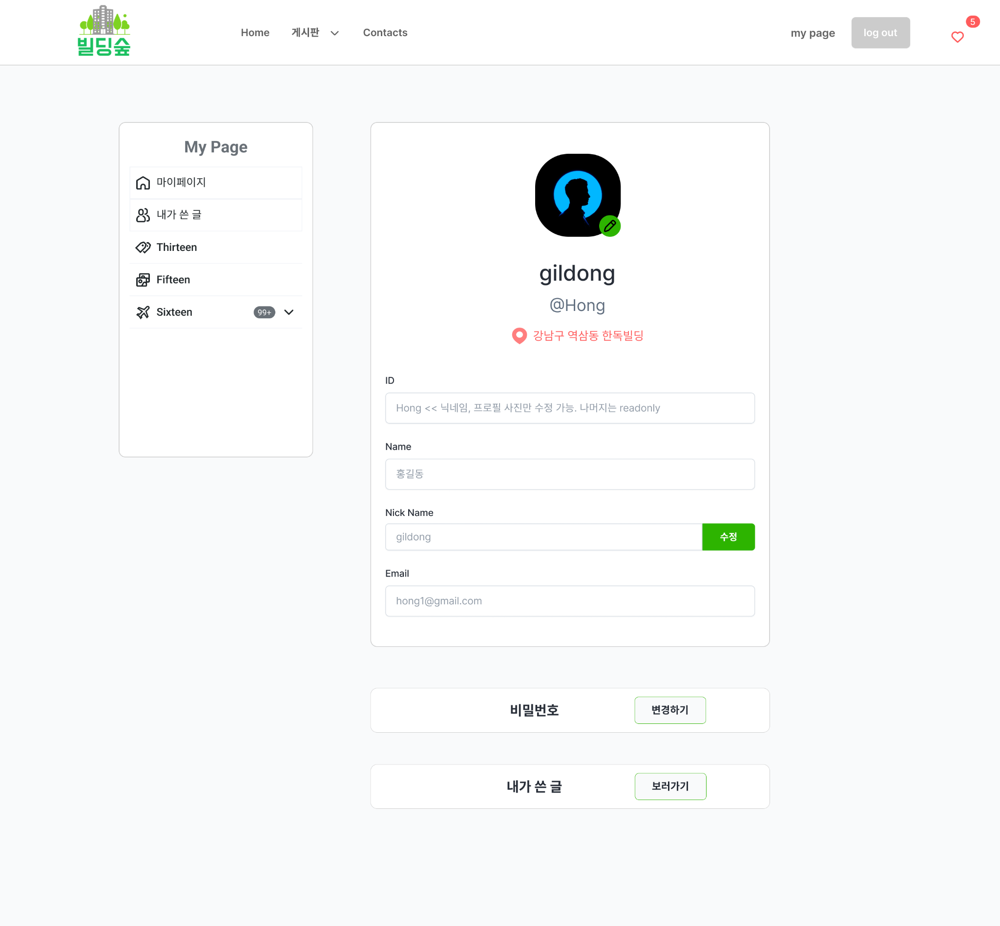 빌딩숲
Home 게시판 Contacts
my page log out 5
My Page
마이페이지
내가 쓴 글
Thirteen
Fifteen
Sixteen 99+
gildong
@Hong
강남구 역삼동 한독빌딩
ID
Hong << 닉네임, 프로필 사진만 수정 가능. 나머지는 readonly
Name
홍길동
Nick Name
gildong 수정
Email
hong1@gmail.com
비밀번호 변경하기
내가 쓴 글 보러가기